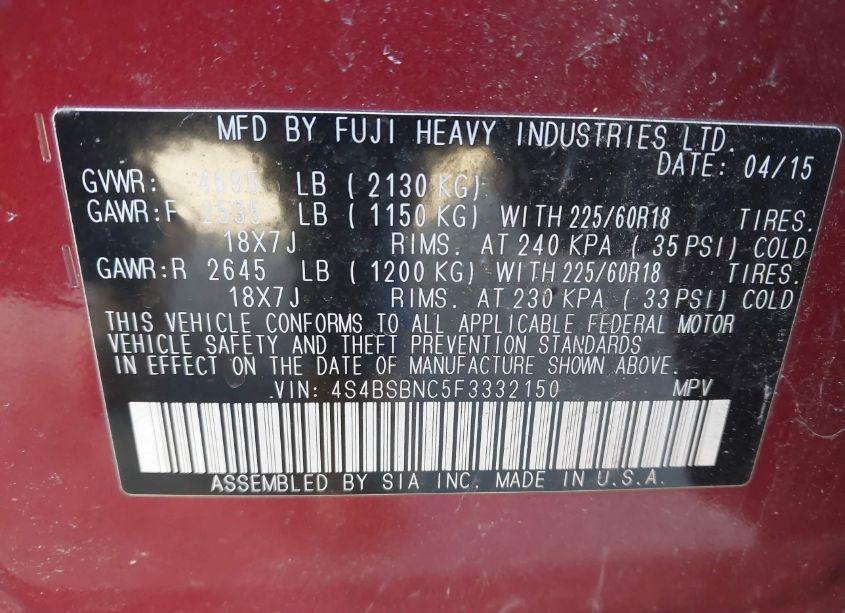 MFD BY FUJI HEAVY INDUSTRIES LTD.
DATE: 04/15
GVWR: 4695 LB ( 2130 KG)
GAWR:F 2535 LB ( 1150 KG) WITH 225/60R18 TIRES.
18X7J RIMS. AT 240 KPA ( 35 PSI) COLD
GAWR:R 2645 LB ( 1200 KG) WITH 225/60R18 TIRES.
18X7J RIMS. AT 230 KPA ( 33 PSI) COLD
THIS VEHICLE CONFORMS TO ALL APPLICABLE FEDERAL MOTOR
VEHICLE SAFETY AND THEFT PREVENTION STANDARDS
IN EFFECT ON THE DATE OF MANUFACTURE SHOWN ABOVE.
VIN: 4S4BSBNC5F3332150 MPV
ASSEMBLED BY SIA INC. MADE IN U.S.A.